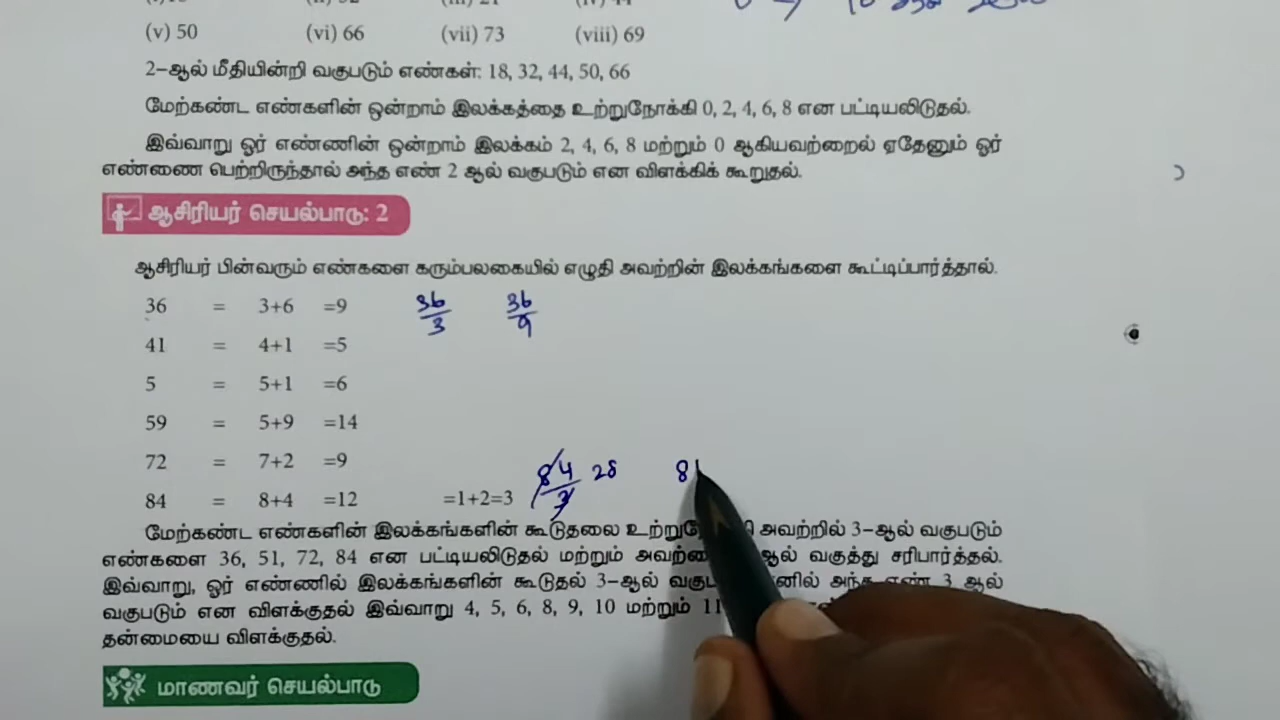 (v) 50 (vi) 66 (vii) 73 (viii) 69
2-ஆல் மீதியின்றி வகுபடும் எண்கள்: 18, 32, 44, 50, 66
மேற்கண்ட எண்களின் ஒன்றாம் இலக்கத்தை உற்றுநோக்கி 0, 2, 4, 6, 8 என பட்டியலிடுதல்.
இவ்வாறு ஓர் எண்ணின் ஒன்றாம் இலக்கம் 2, 4, 6, 8 மற்றும் 0 ஆகியவற்றைல் ஏதேனும் ஓர்
எண்ணை பெற்றிருந்தால் அந்த எண் 2 ஆல் வகுபடும் என விளக்கிக் கூறுதல்.
ஆசிரியர் செயல்பாடு: 2
ஆசிரியர் பின்வரும் எண்களை கரும்பலகையில் எழுதி அவற்றின் இலக்கங்களை கூட்டிப்பார்த்தால்.
36 = 3+6 =9 36/3 36/9
41 = 4+1 =5
5 = 5+1 =6
59 = 5+9 =14
72 = 7+2 =9
84 = 8+4 =12 =1+2=3 84/3 28 8
மேற்கண்ட எண்களின் இலக்கங்களின் கூடுதலை அவற்றில் 3-ஆல் வகுபடும்
எண்களை 36, 51, 72, 84 என பட்டியலிடுதல் மற்றும் ஆல் வகுத்து சரிபார்த்தல்.
இவ்வாறு, ஓர் எண்ணில் இலக்கங்களின் கூடுதல் 3-ஆல் அந்த எண் 3 ஆல்
வகுபடும் என விளக்குதல் இவ்வாறு 4, 5, 6, 8, 9, 10 மற்றும் 11
தன்மையை விளக்குதல்.
மாணவர் செயல்பாடு